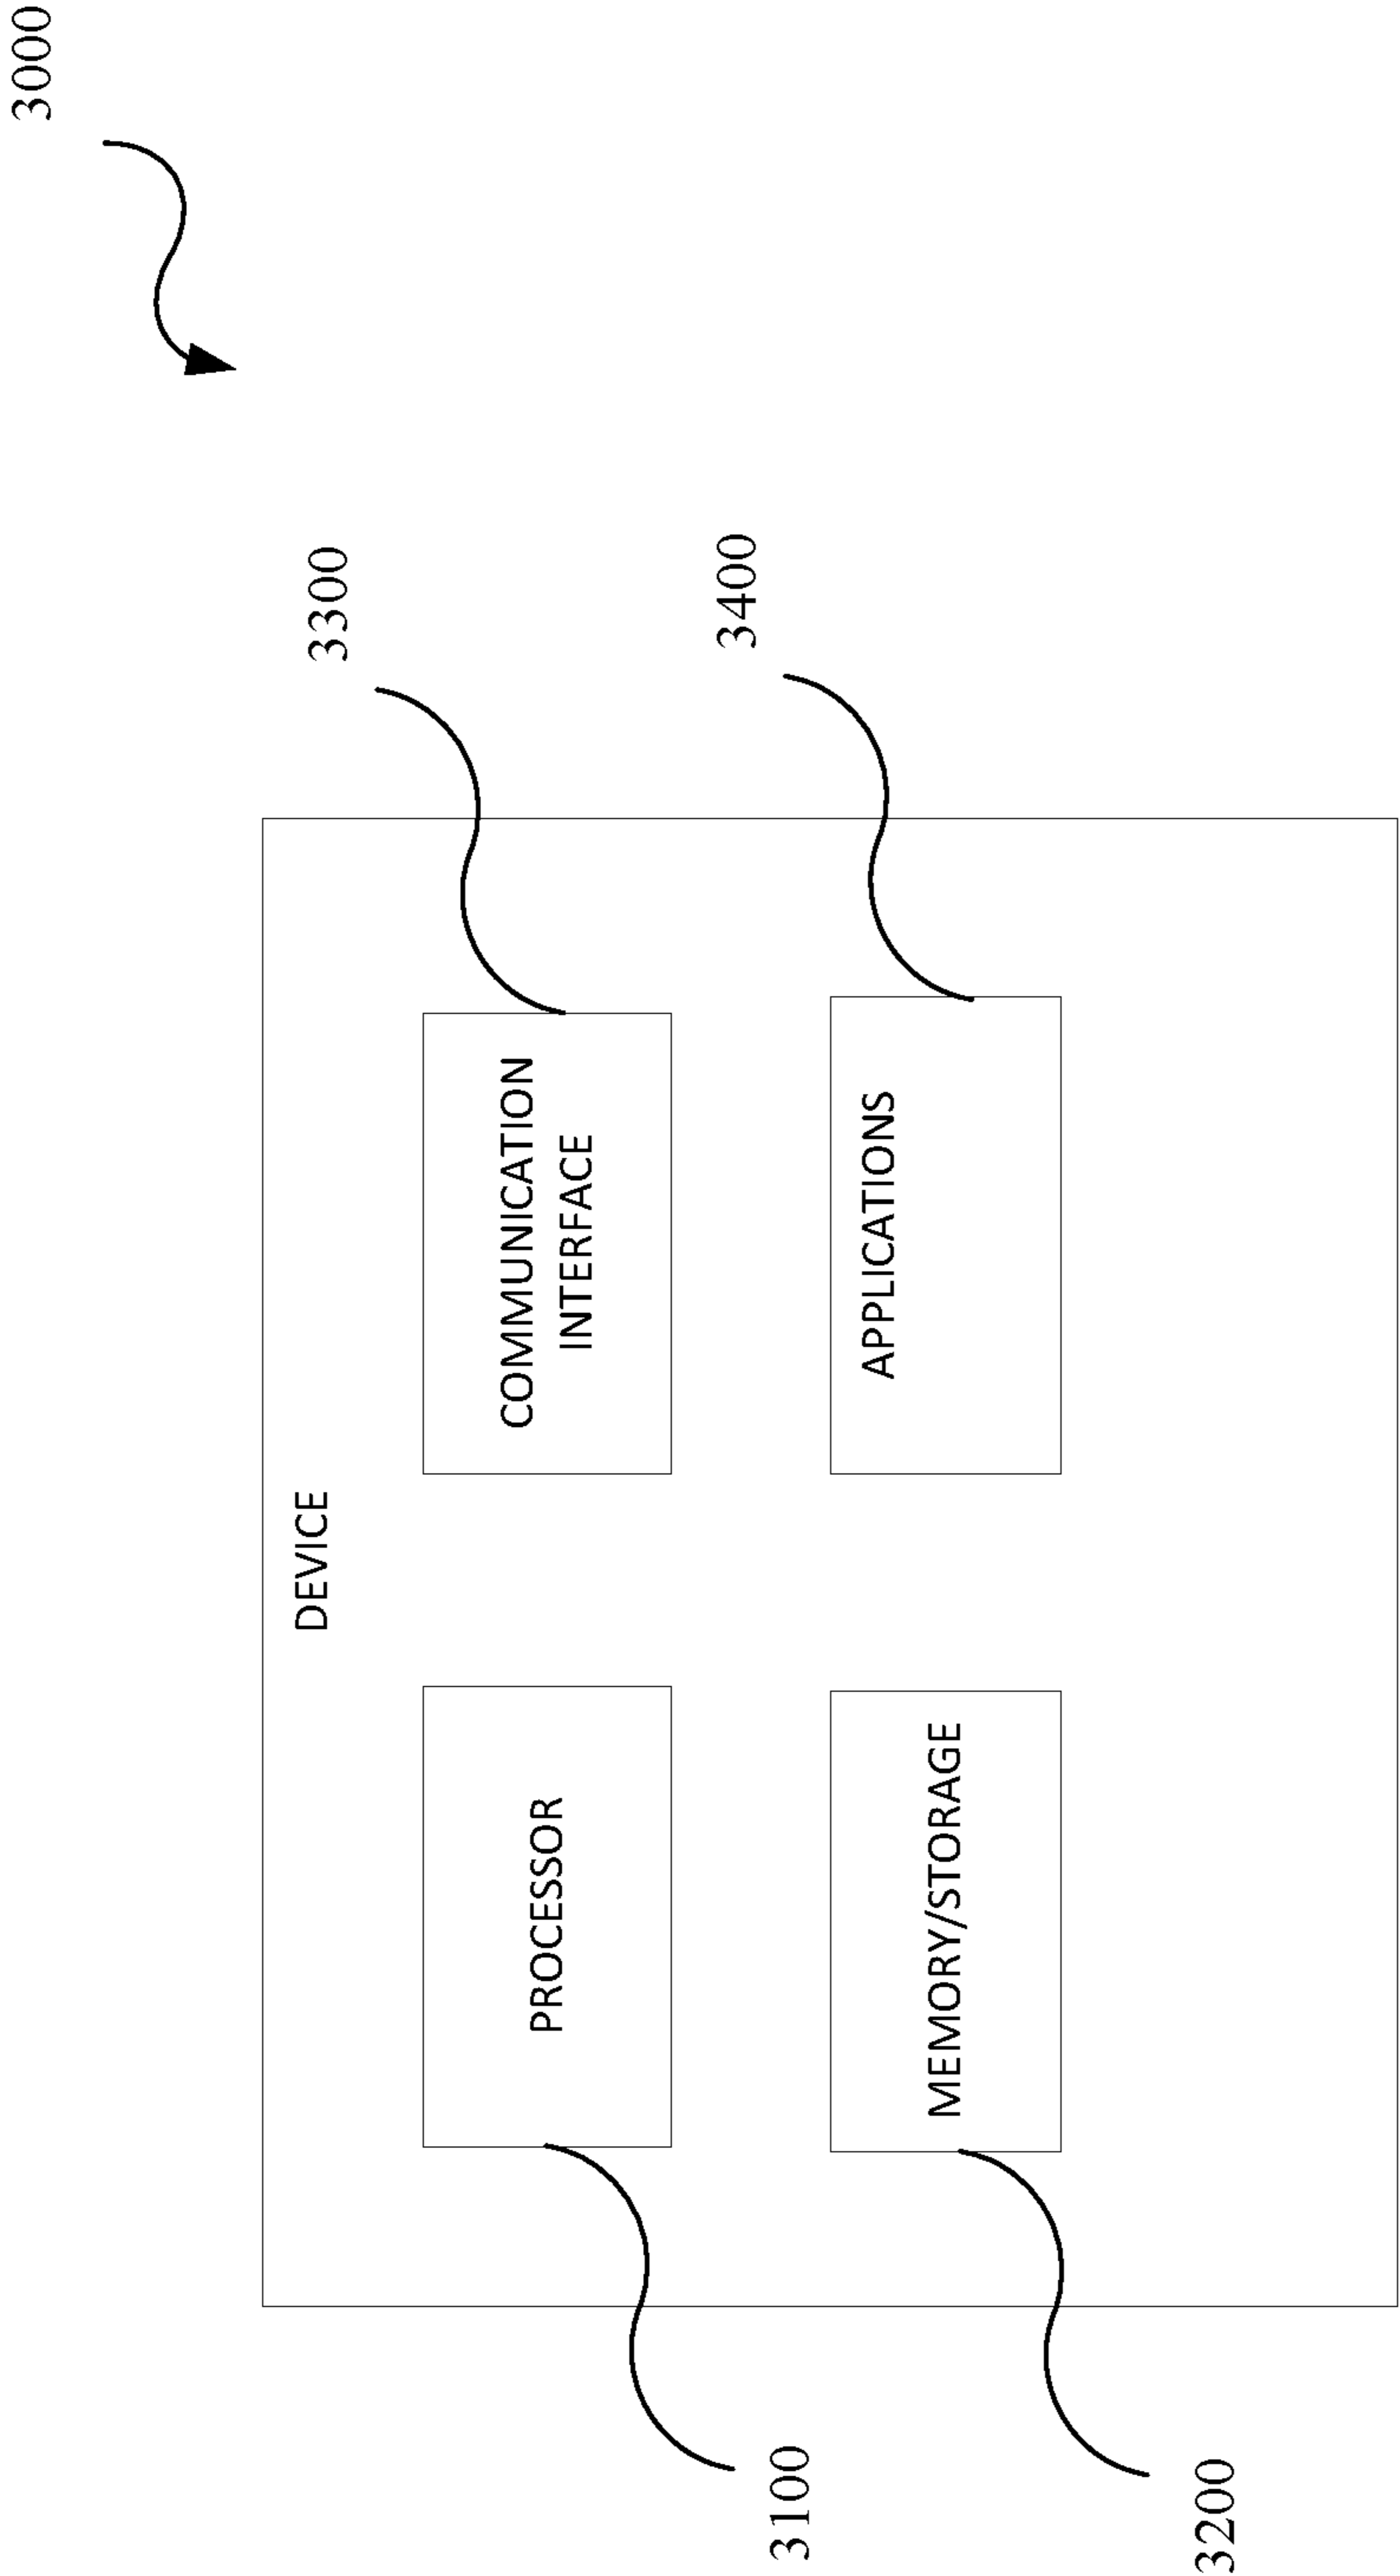 3000
DEVICE
3300
PROCESSOR
COMMUNICATION
INTERFACE
3100
3400
MEMORY/STORAGE
APPLICATIONS
3200